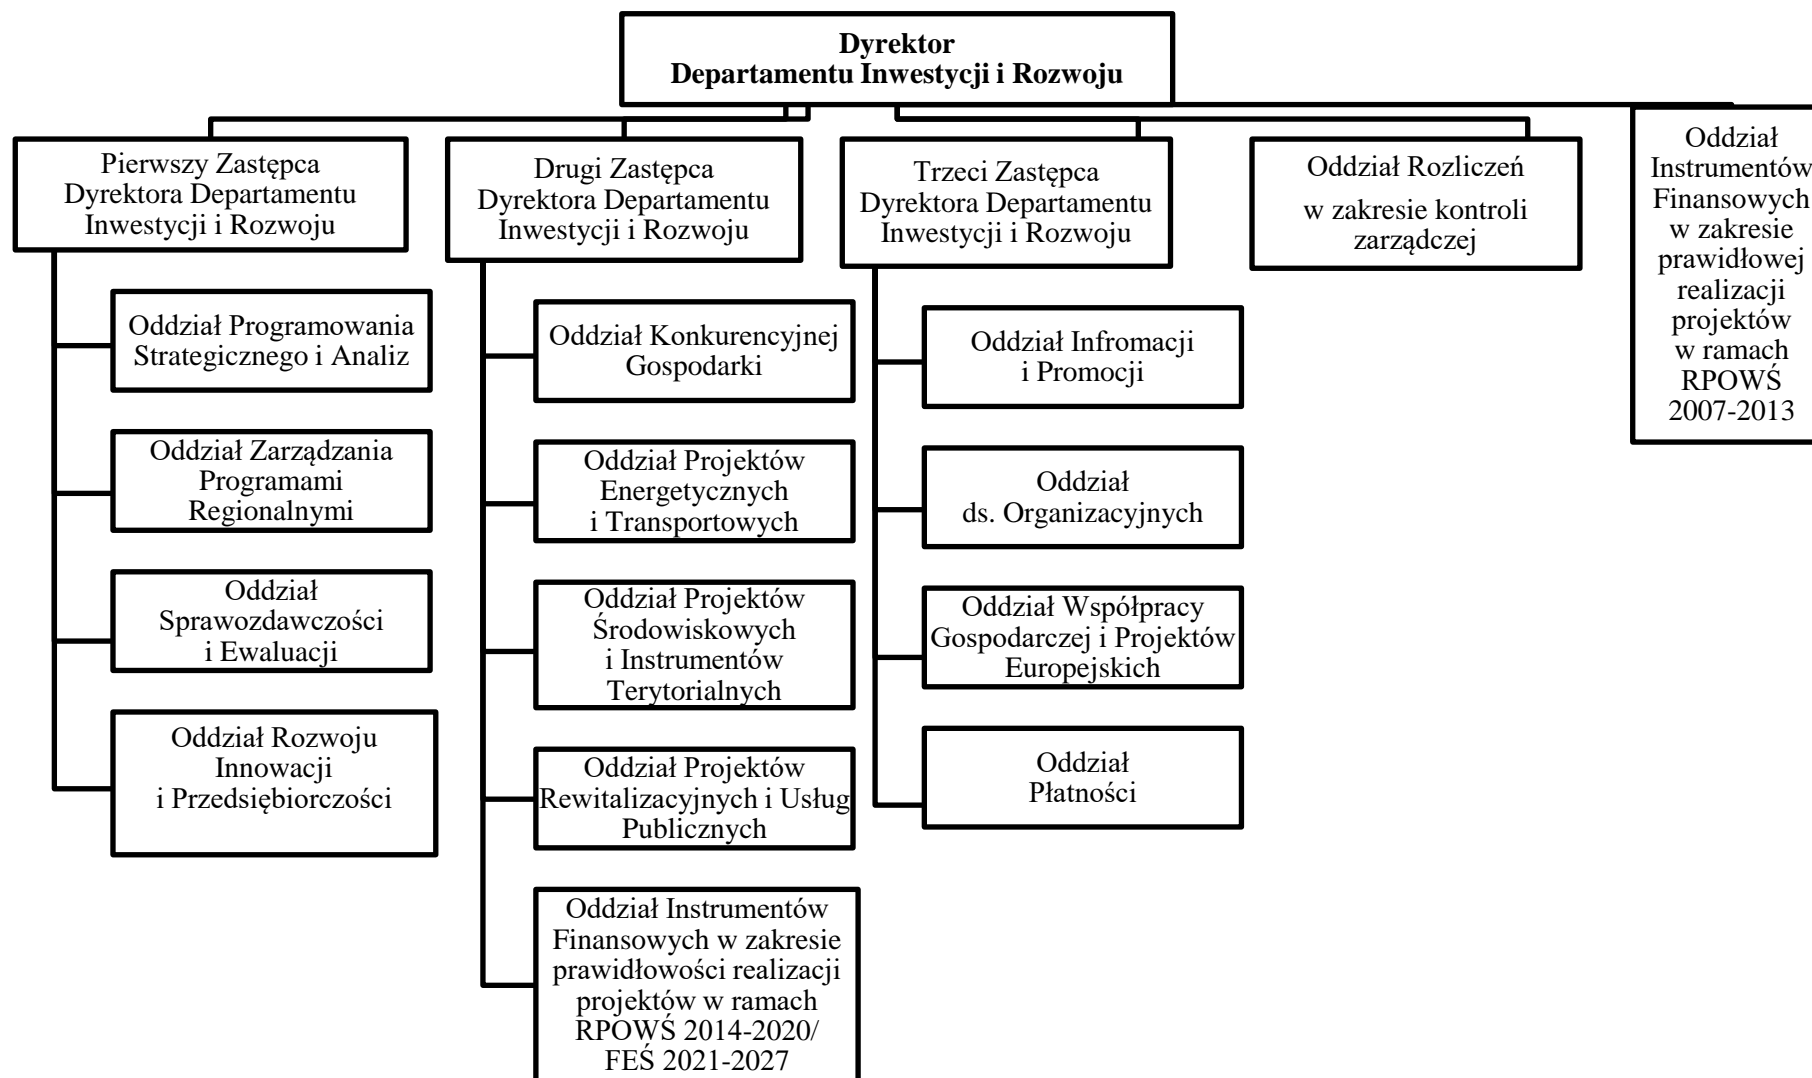 Dyrektor
Departamentu Inwestycji i Rozwoju
Pierwszy Zastępca
Dyrektora Departamentu
Inwestycji i Rozwoju
Drugi Zastępca
Dyrektora Departamentu
Inwestycji i Rozwoju
Trzeci Zastępca
Dyrektora Departamentu
Inwestycji i Rozwoju
Oddział Rozliczeń
w zakresie kontroli
zarządczej
Oddział
Instrumentów
Finansowych
w zakresie
prawidłowej
realizacji
projektów
w ramach
RPOWŚ
2007-2013
Oddział Programowania
Strategicznego i Analiz
Oddział Zarządzania
Programami
Regionalnymi
Oddział
Sprawozdawczości
i Ewaluacji
Oddział Rozwoju
Innowacji
i Przedsiębiorczości
Oddział Konkurencyjnej
Gospodarki
Oddział Projektów
Energetycznych
i Transportowych
Oddział Projektów
Środowiskowych
i Instrumentów
Terytorialnych
Oddział Projektów
Rewitalizacyjnych i Usług
Publicznych
Oddział Instrumentów
Finansowych w zakresie
prawidłowości realizacji
projektów w ramach
RPOWŚ 2014-2020/
FEŚ 2021-2027
Oddział Infromacji
i Promocji
Oddział
ds. Organizacyjnych
Oddział Współpracy
Gospodarczej i Projektów
Europejskich
Oddział
Płatności